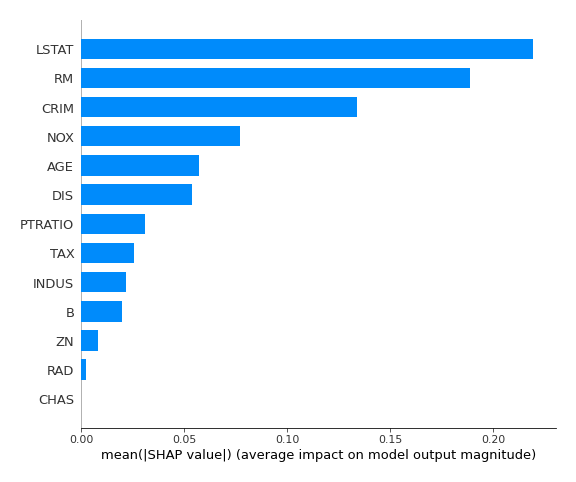 LSTAT
RM
CRIM
NOX
AGE
DIS
PTRATIO
TAX
INDUS
B
ZN
RAD
CHAS
0.00 0.05 0.10 0.15 0.20
mean(|SHAP value|) (average impact on model output magnitude)